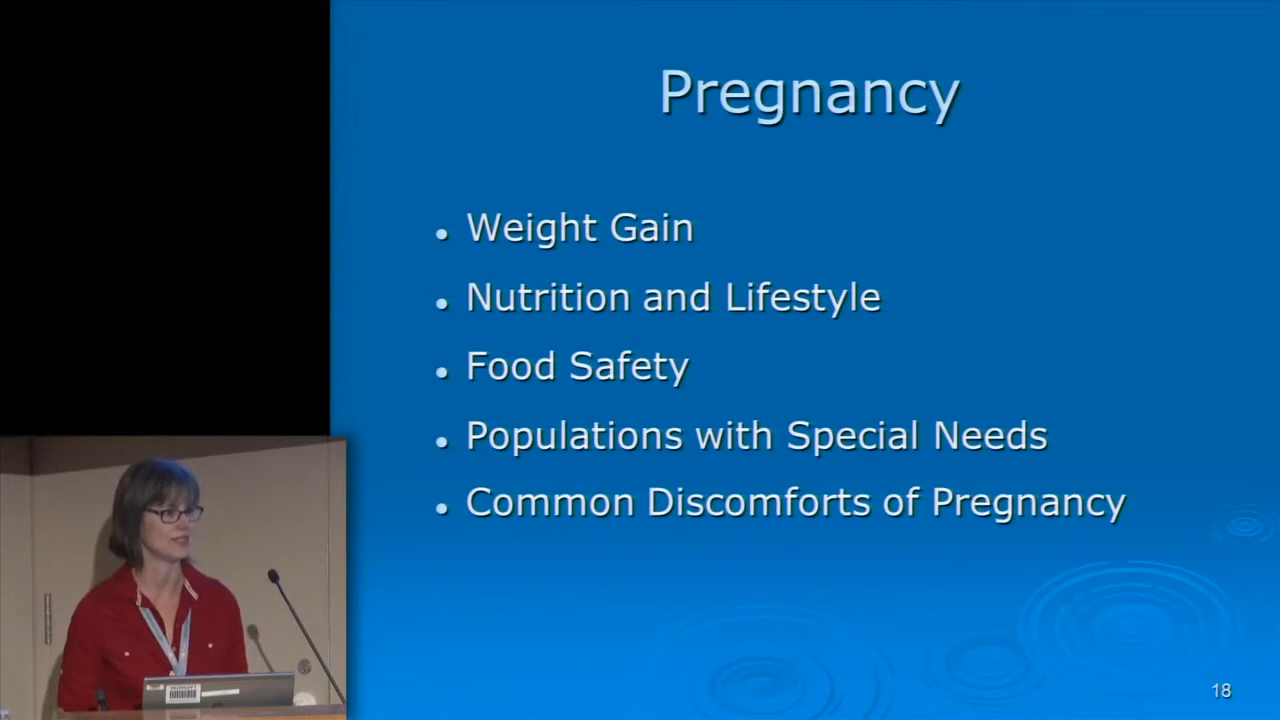 Pregnancy
Weight Gain
Nutrition and Lifestyle
Food Safety
Populations with Special Needs
Common Discomforts of Pregnancy
18